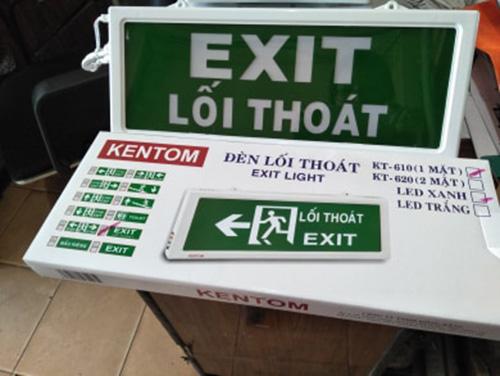 EXIT
LỐI THOÁT
KENTOM
ĐÈN LỐI THOÁT
EXIT LIGHT
KT-610 (1 MẶT)
KT-620 (2 MẶT)
LED XANH
LED TRẮNG
EXIT
EXIT
LỐI THOÁT
EXIT
KENTOM
KENTOM